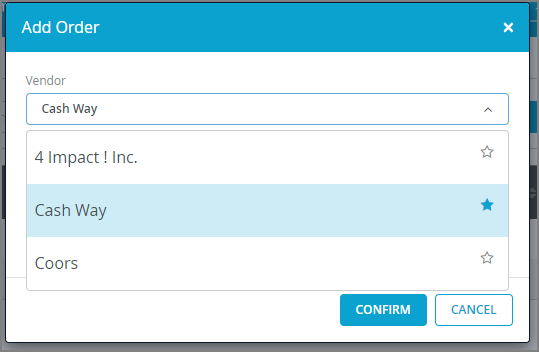 Add Order
Vendor
Cash Way
4 Impact ! Inc.
Cash Way
Coors
CONFIRM
CANCEL